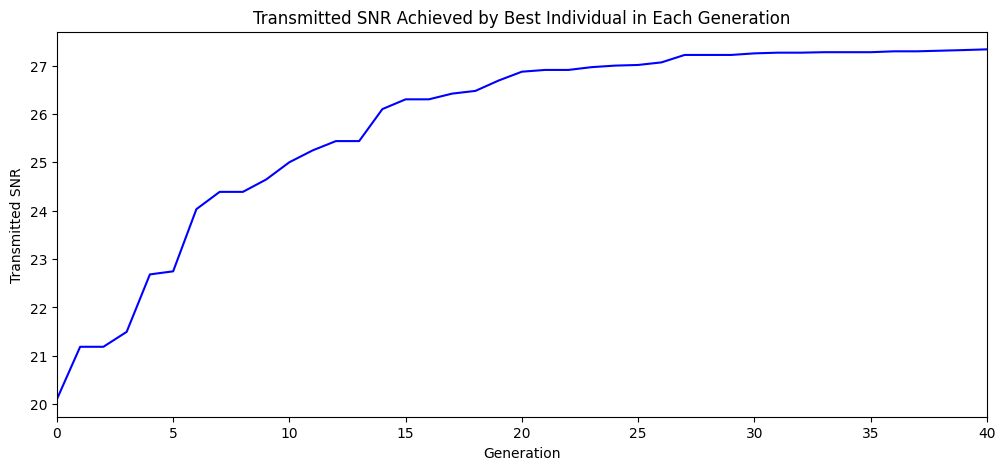 Transmitted SNR Achieved by Best Individual in Each Generation
Transmitted SNR
27
26
25
24
23
22
21
20
0 5 10 15 20 25 30 35 40
Generation